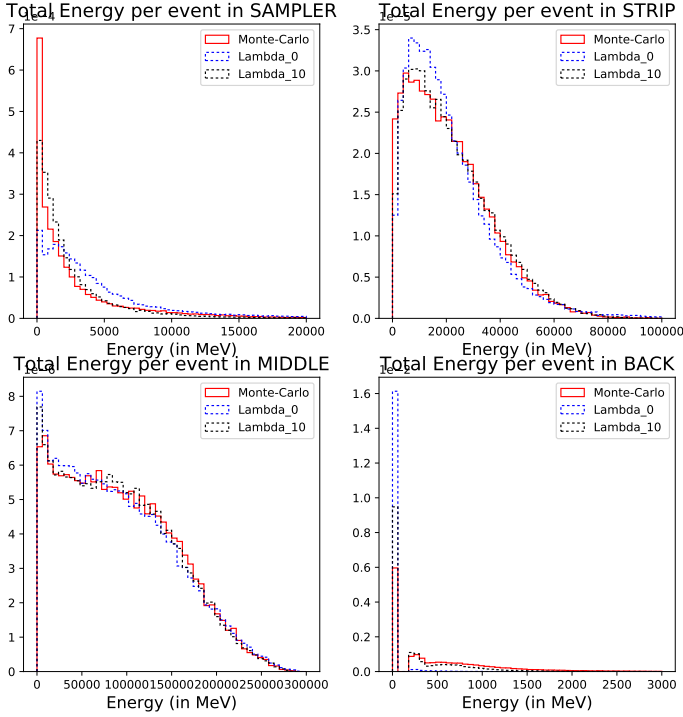 Total Energy per event in SAMPLER
1e−4
7
6
5
4
3
2
1
0
Monte-Carlo
Lambda_0
Lambda_10
0 5000 10000 15000 20000
Energy (in MeV)
Total Energy per event in STRIP
1e−5
3.5
3.0
2.5
2.0
1.5
1.0
0.5
0.0
Monte-Carlo
Lambda_0
Lambda_10
0 20000 40000 60000 80000 100000
Energy (in MeV)
Total Energy per event in MIDDLE
1e−6
8
7
6
5
4
3
2
1
0
Monte-Carlo
Lambda_0
Lambda_10
0 50000 100000 150000 200000 250000 300000
Energy (in MeV)
Total Energy per event in BACK
1e−2
1.6
1.4
1.2
1.0
0.8
0.6
0.4
0.2
0.0
Monte-Carlo
Lambda_0
Lambda_10
0 500 1000 1500 2000 2500 3000
Energy (in MeV)